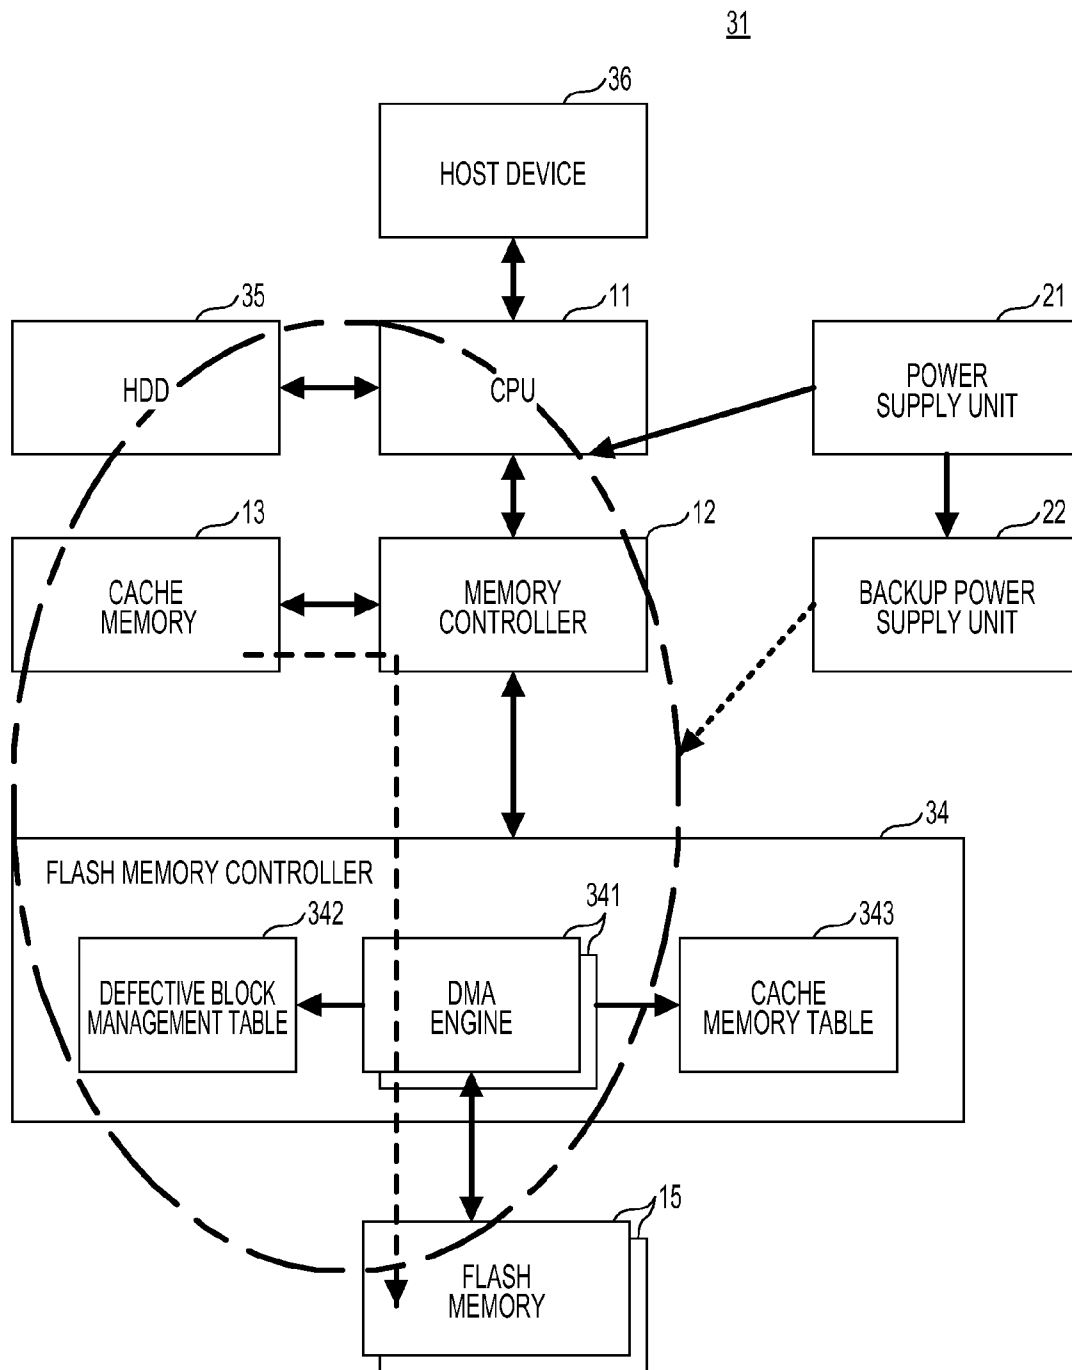 31
36
HOST DEVICE
35
11
21
HDD
CPU
POWER
SUPPLY UNIT
13
12
22
CACHE
MEMORY
MEMORY
CONTROLLER
BACKUP POWER
SUPPLY UNIT
34
FLASH MEMORY CONTROLLER
342
341
343
DEFECTIVE BLOCK
MANAGEMENT TABLE
DMA
ENGINE
CACHE
MEMORY TABLE
15
FLASH
MEMORY